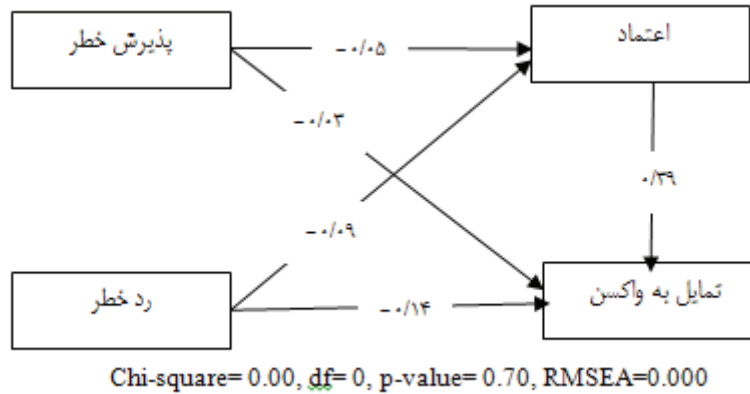 پذیرش خطر
اعتماد
-۰/۰۵
-۰/۰۳
۰/۳۹
-۰/۰۹
رد خطر
تمایل به واکسن
-۰/۱۴
Chi-square= 0.00, df= 0, p-value= 0.70, RMSEA=0.000